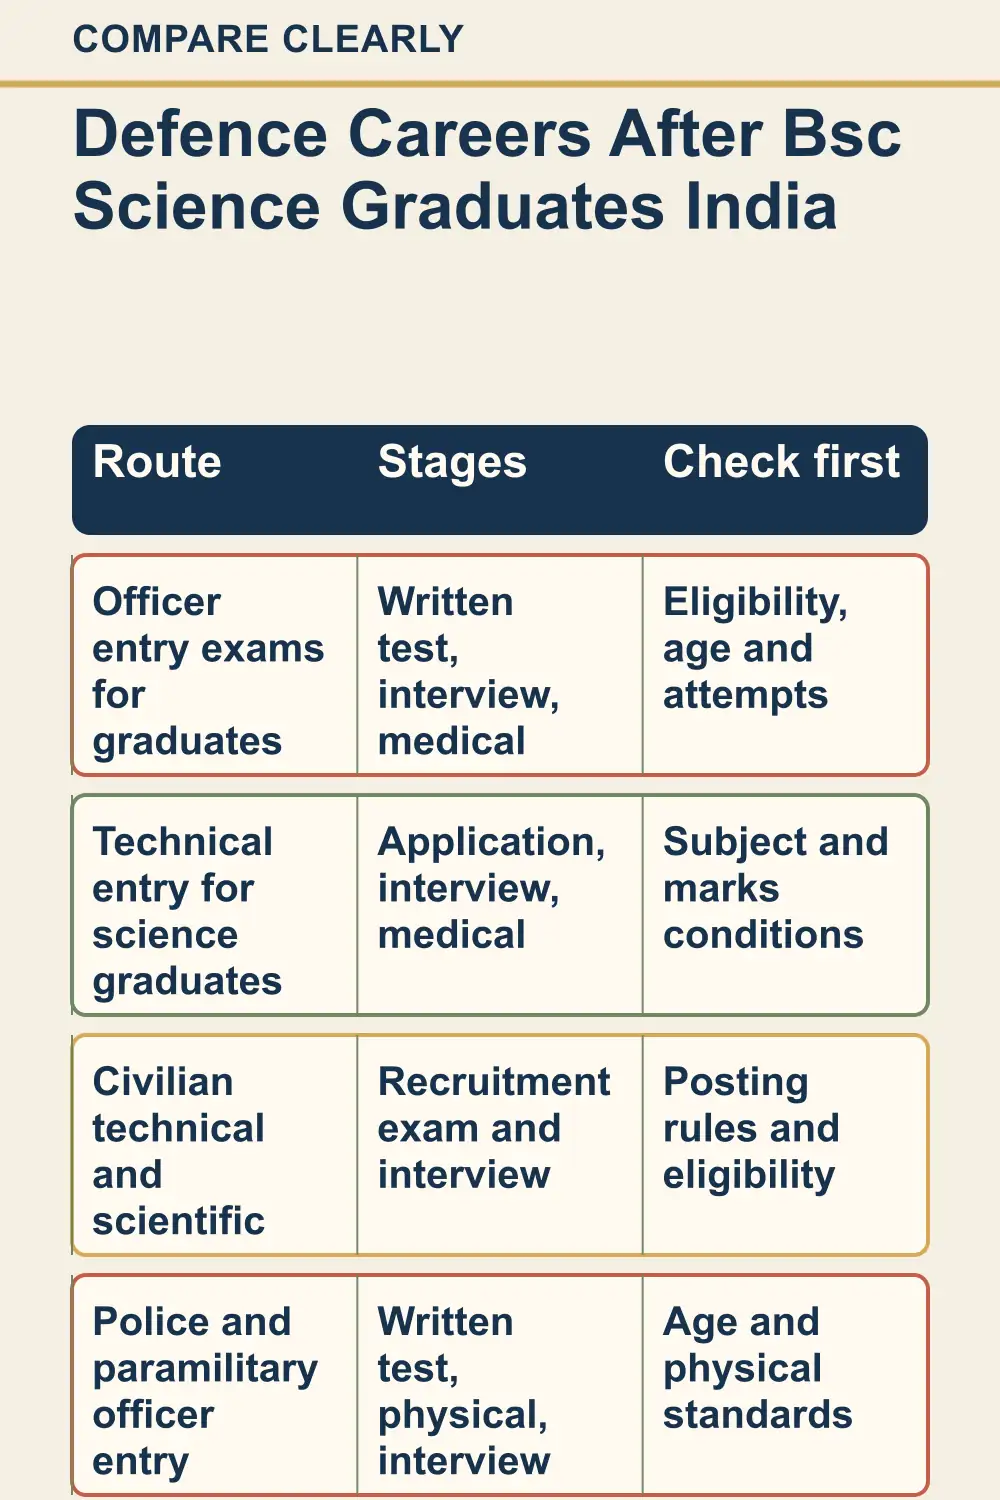 COMPARE CLEARLY
Defence Careers After Bsc
Science Graduates India
Route
Stages
Check first
Officer
entry exams
for
graduates
Written
test,
interview,
medical
Eligibility,
age and
attempts
Technical
entry for
science
graduates
Application,
interview,
medical
Subject and
marks
conditions
Civilian
technical
and
scientific
Recruitment
exam and
interview
Posting
rules and
eligibility
Police and
paramilitary
officer
entry
Written
test,
physical,
interview
Age and
physical
standards